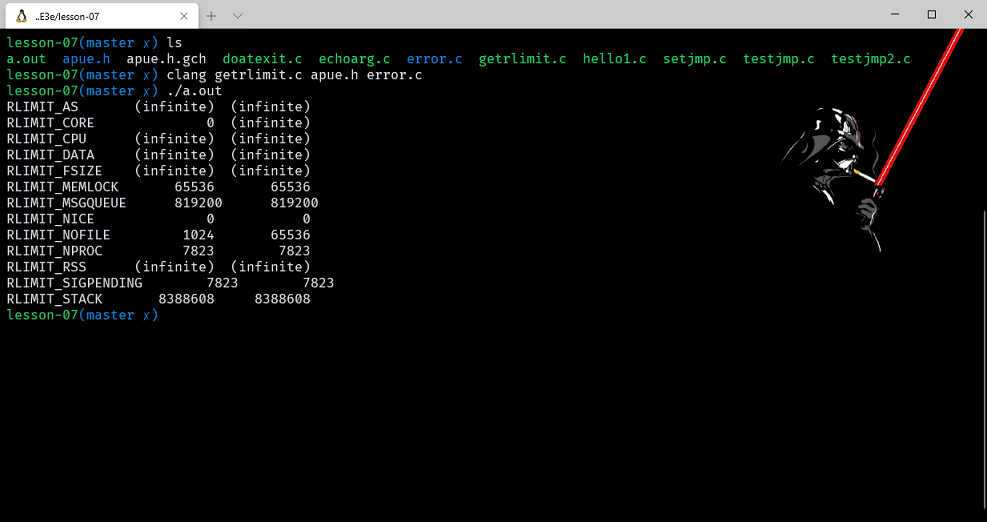 ..E3e/lesson-07
lesson-07(master x) ls
a.out apue.h apue.h.gch doatexit.c echoarg.c error.c getrlimit.c hello1.c setjmp.c testjmp.c testjmp2.c
lesson-07(master x) clang getrlimit.c apue.h error.c
lesson-07(master x) ./a.out
RLIMIT_AS (infinite) (infinite)
RLIMIT_CORE 0 (infinite)
RLIMIT_CPU (infinite) (infinite)
RLIMIT_DATA (infinite) (infinite)
RLIMIT_FSIZE (infinite) (infinite)
RLIMIT_MEMLOCK 65536 65536
RLIMIT_MSGQUEUE 819200 819200
RLIMIT_NICE 0 0
RLIMIT_NOFILE 1024 65536
RLIMIT_NPROC 7823 7823
RLIMIT_RSS (infinite) (infinite)
RLIMIT_SIGPENDING 7823 7823
RLIMIT_STACK 8388608 8388608
lesson-07(master x)